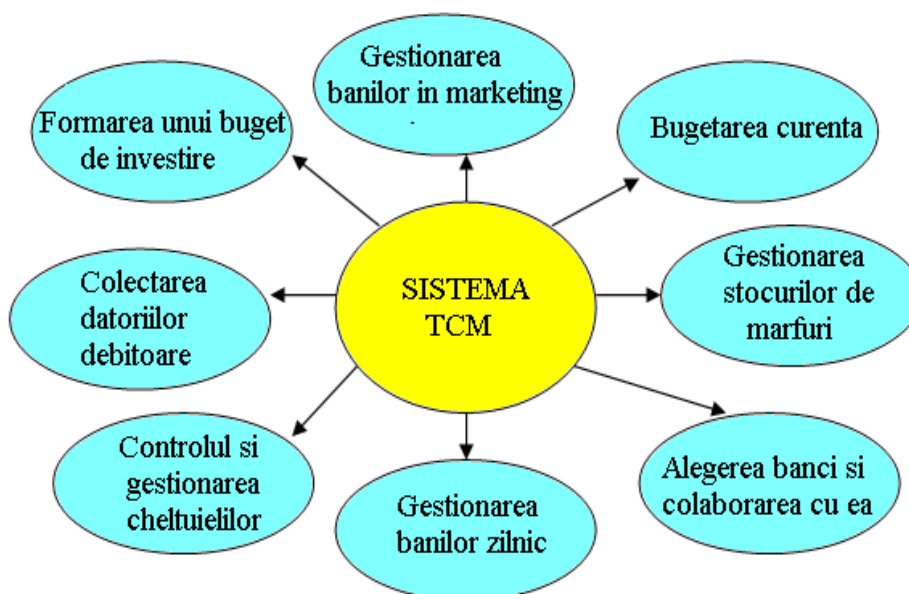 Gestionarea
banilor in marketing
Formarea unui buget
de investire
Bugetarea curenta
Colectarea
datoriilor
debitoare
SISTEMA
TCM
Gestionarea
stocurilor de
marfuri
Controlul si
gestionarea
cheltuielilor
Gestionarea
banilor zilnic
Alegerea banci si
colaborarea cu ea